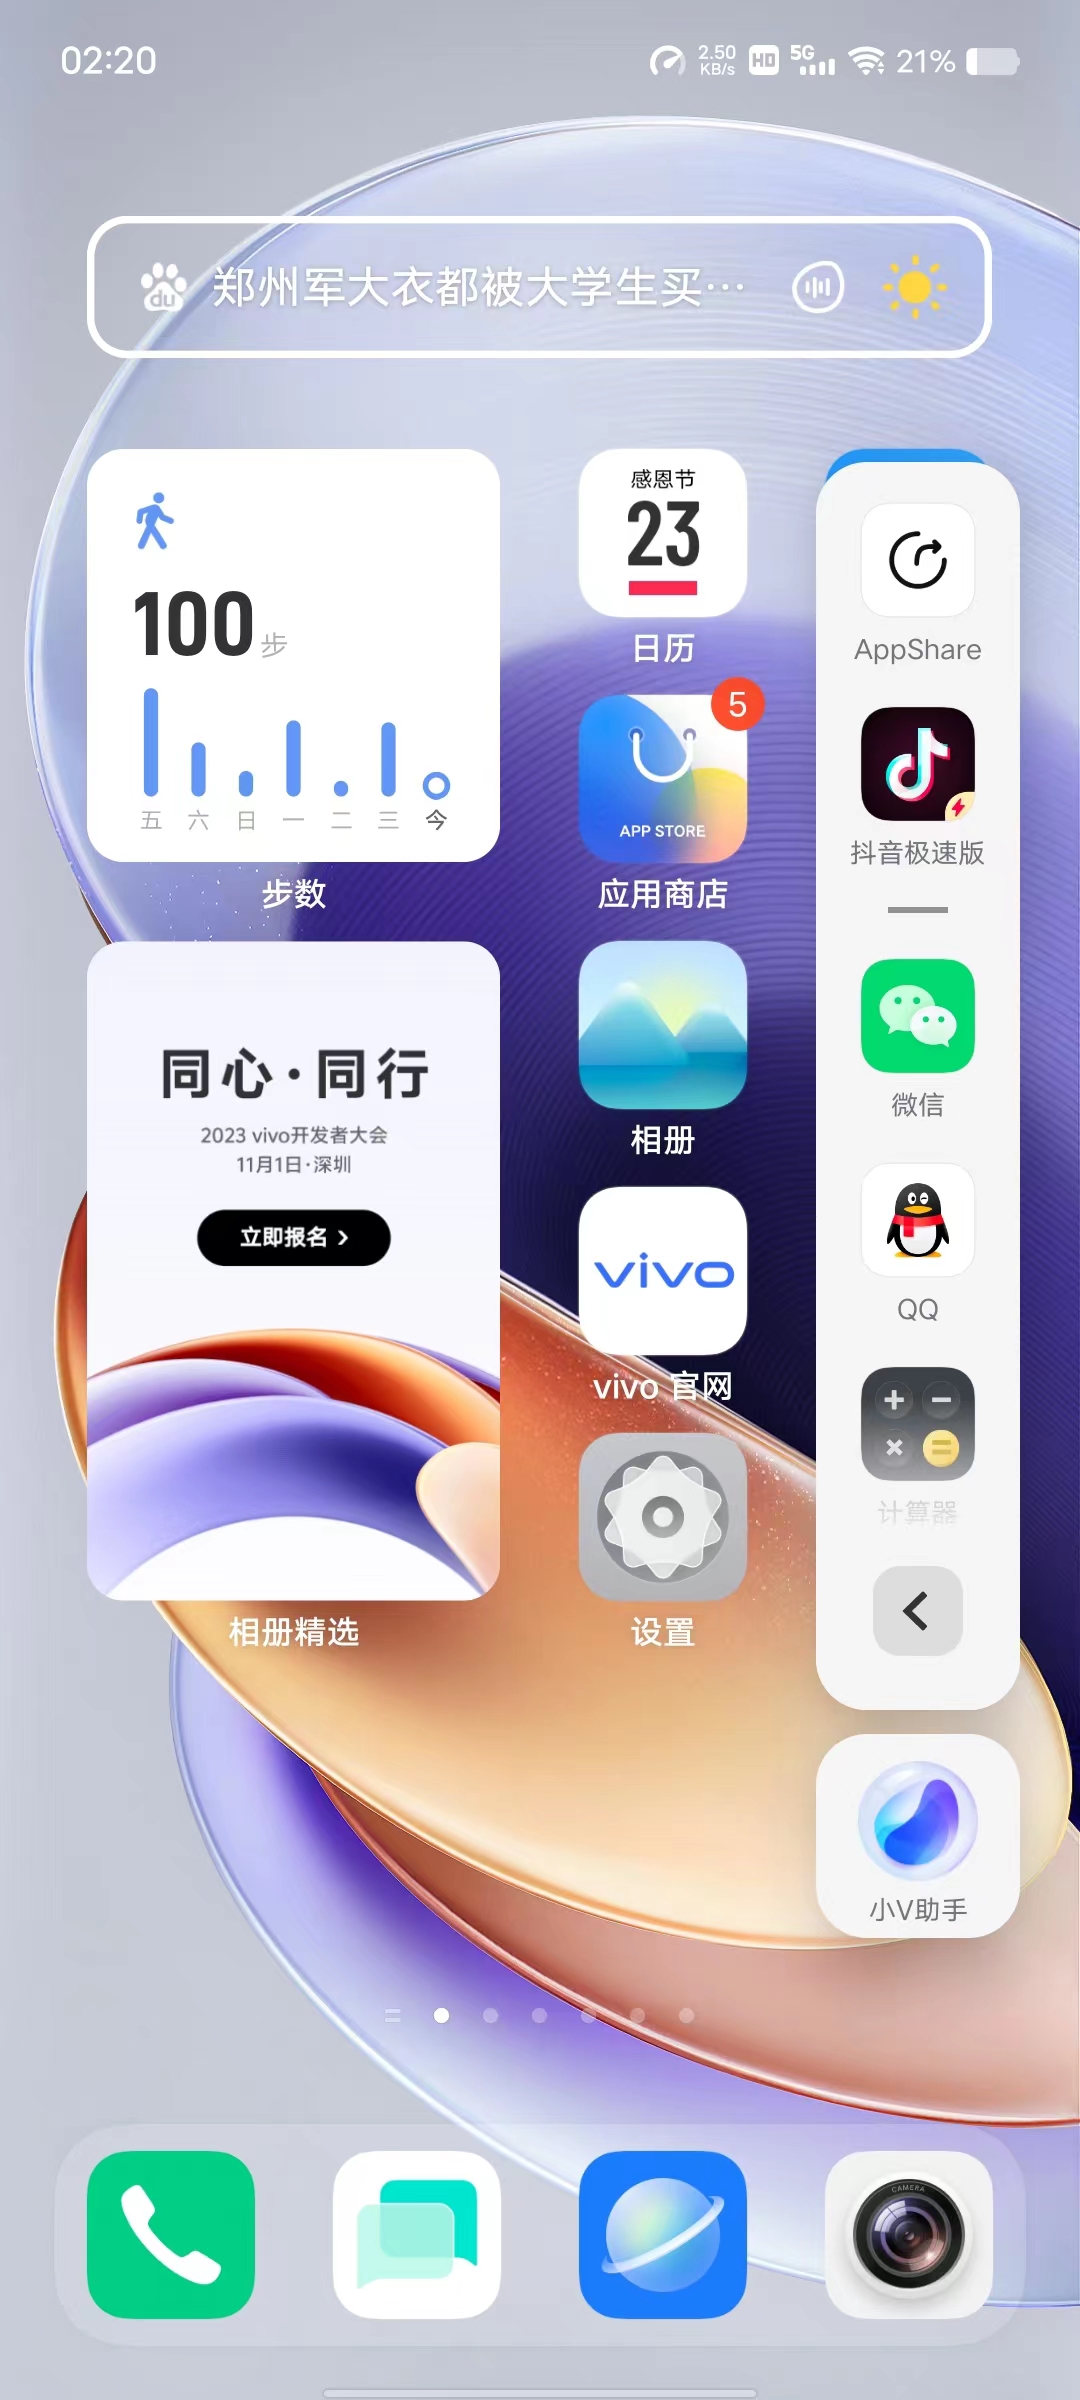 02:20
2.50
KB/s
HD
5G
21%
du
郑州军大衣都被大学生买···
100步
五 六 日 一 二 三 今
步数
感恩节
23
日历
5
APP STORE
应用商店
同心·同行
2023 vivo开发者大会
11月1日·深圳
立即报名 >
相册精选
相册
vivo
vivo 官网
设置
AppShare
抖音极速版
微信
QQ
计算器
小V助手
CAMERA